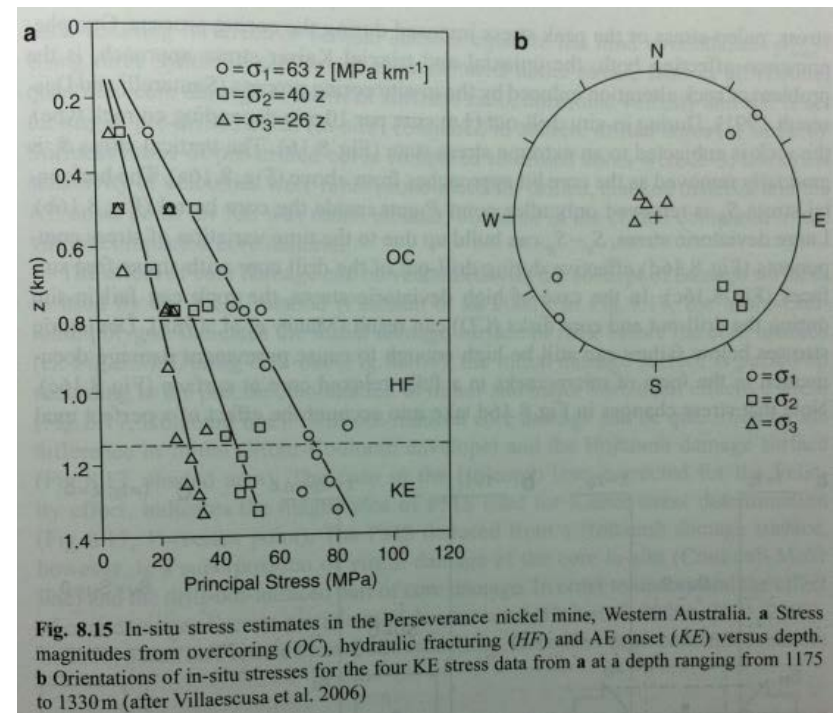 a
b
O=σ1=63 z [MPa km-1]
□=σ2=40 z
△=σ3=26 z
0
0.2
0.4
0.6
0.8
1.0
1.2
1.4
z (km)
OC
HF
KE
0 20 40 60 80 100 120
Principal Stress (MPa)
N
W
E
S
O=σ1
□=σ2
△=σ3
Fig. 8.15 In-situ stress estimates in the Perseverance nickel mine, Western Australia. a Stress
magnitudes from overcoring (OC), hydraulic fracturing (HF) and AE onset (KE) versus depth.
b Orientations of in-situ stresses for the four KE stress data from a at a depth ranging from 1175
to 1330 m (after Villaescusa et al. 2006)